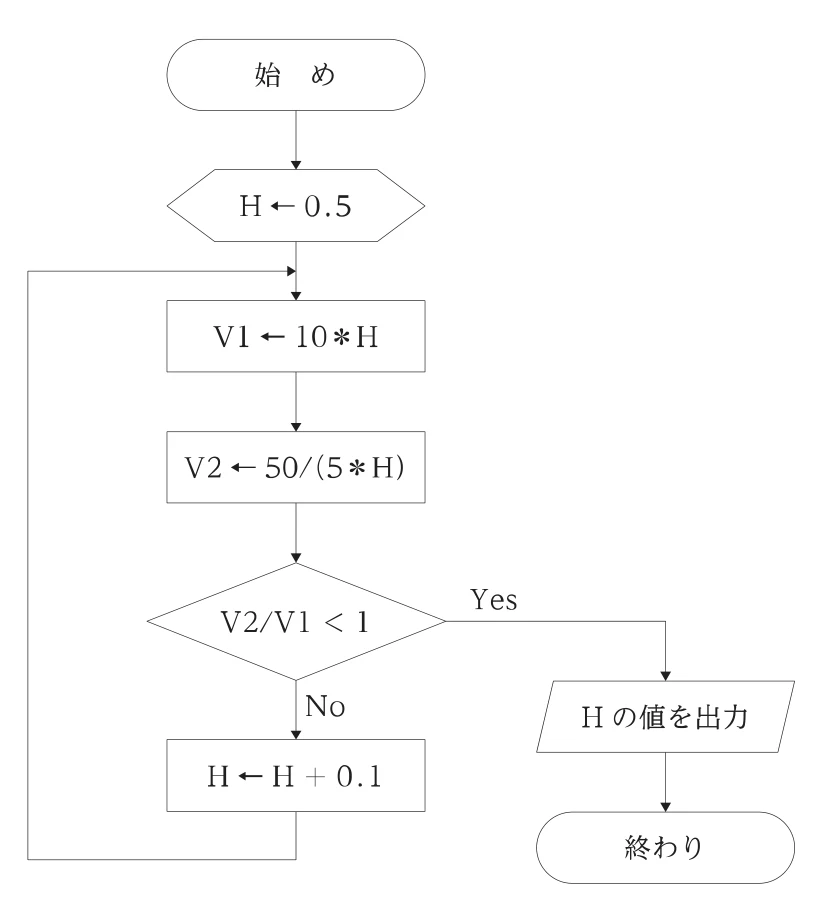 始 め
H ← 0.5
V1 ← 10*H
V2 ← 50/(5*H)
V2/V1 < 1
Yes
No
H ← H + 0.1
H の値を出力
終わり